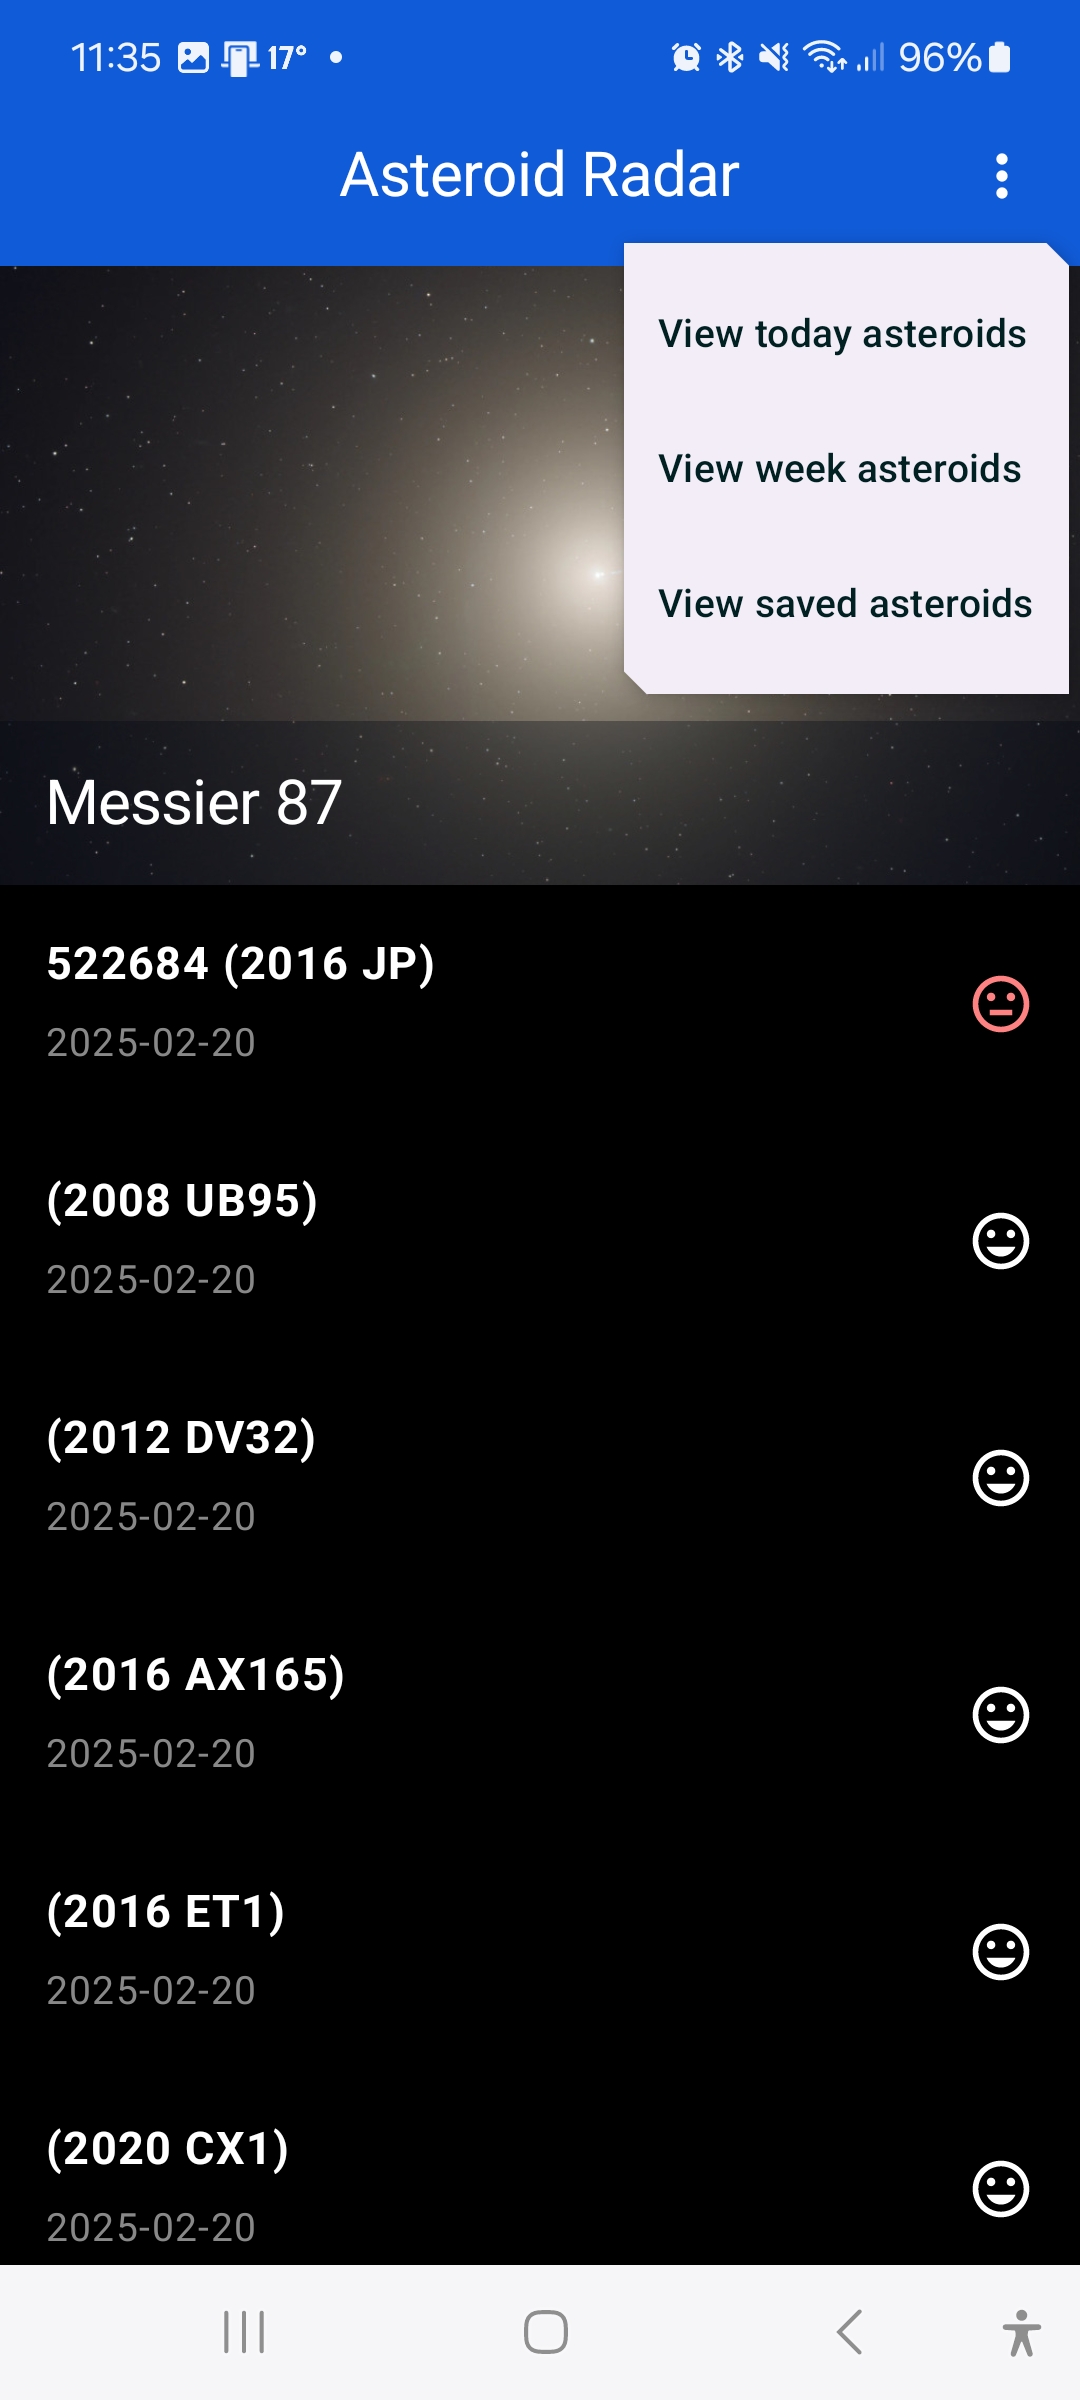 11:35 17° 96%
Asteroid Radar
View today asteroids
View week asteroids
View saved asteroids
Messier 87
522684 (2016 JP)
2025-02-20
(2008 UB95)
2025-02-20
(2012 DV32)
2025-02-20
(2016 AX165)
2025-02-20
(2016 ET1)
2025-02-20
(2020 CX1)
2025-02-20